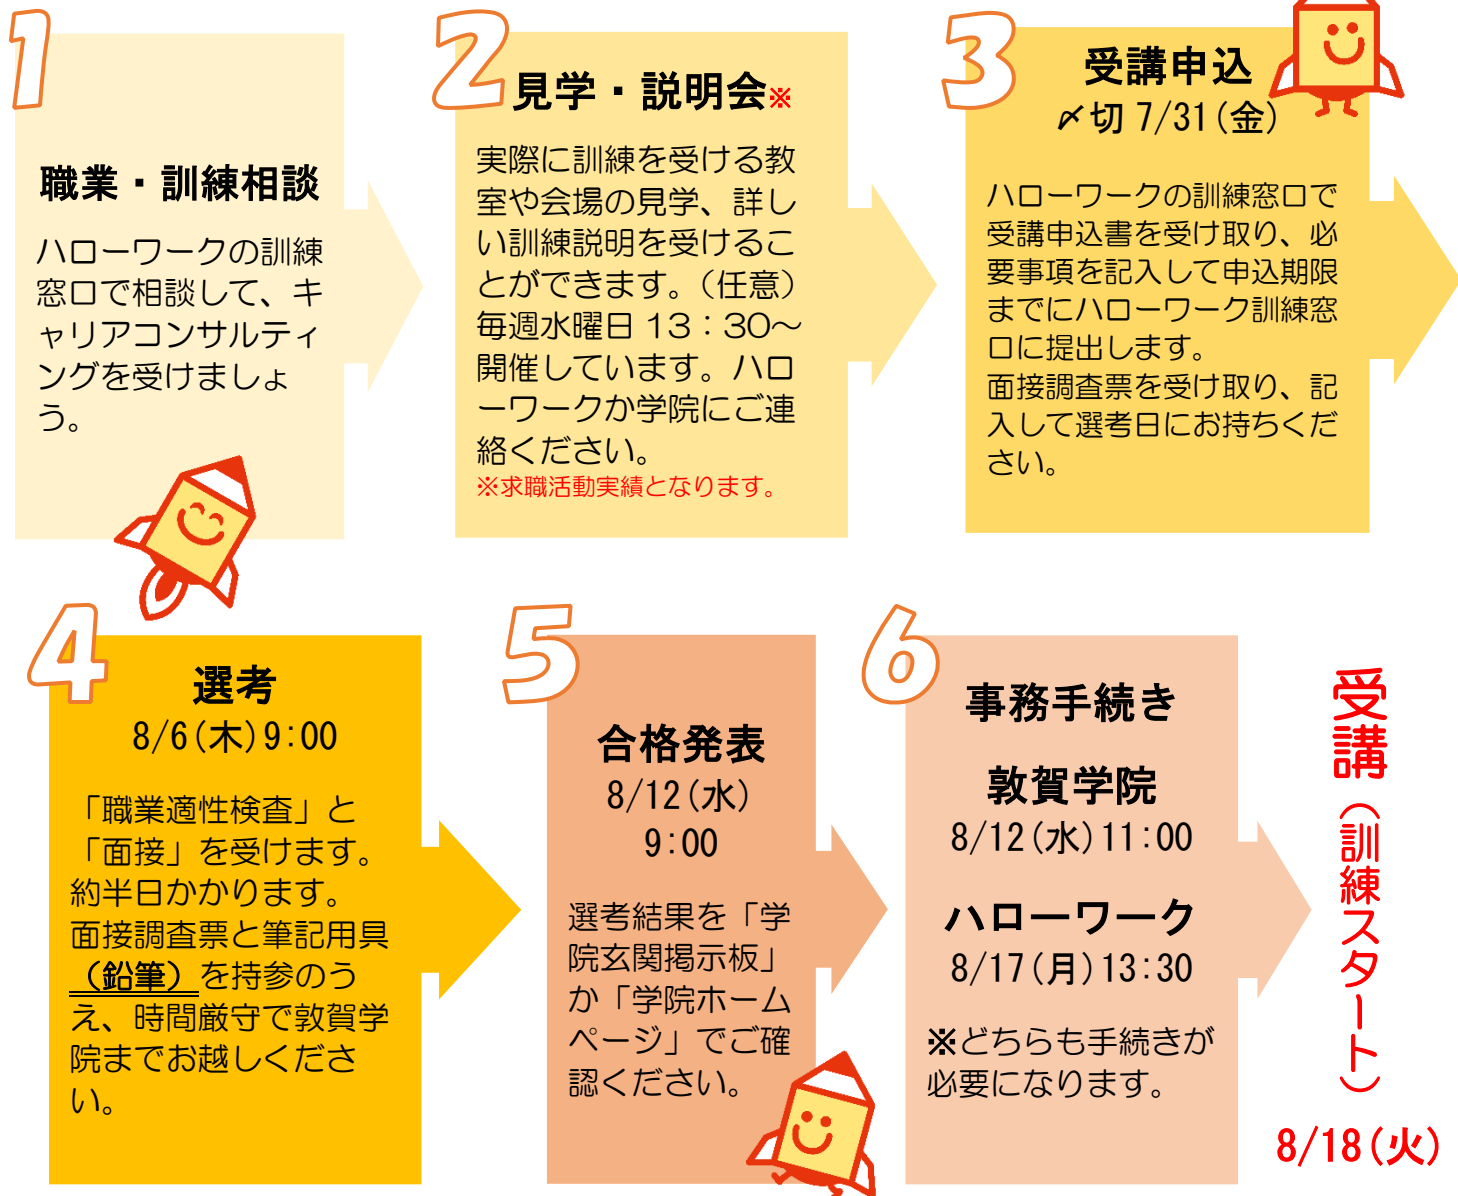 1
職業・訓練相談
ハローワークの訓練
窓口で相談して、キ
ャリアコンサルティ
ングを受けましょ
う。
2
見学・説明会※
実際に訓練を受ける教
室や会場の見学、詳し
い訓練説明を受けるこ
とができます。（任意）
毎週水曜日 13：30～
開催しています。ハロ
ーワークか学院にご連
絡ください。
※求職活動実績となります。
3
受講申込
〆切 7/31(金)
ハローワークの訓練窓口で
受講申込書を受け取り、必
要事項を記入して申込期限
までにハローワーク訓練窓
口に提出します。
面接調査票を受け取り、記
入して選考日にお持ちくだ
さい。
4
選考
8/6(木)9:00
「職業適性検査」と
「面接」を受けます。
約半日かかります。
面接調査票と筆記用具
（鉛筆）を持参のう
え、時間厳守で敦賀学
院までお越しくださ
い。
5
合格発表
8/12(水)
9:00
選考結果を「学
院玄関掲示板」
か「学院ホーム
ページ」でご確
認ください。
6
事務手続き
敦賀学院
8/12(水)11:00
ハローワーク
8/17(月)13:30
※どちらも手続きが
必要になります。
受講（訓練スタート）
8/18(火)